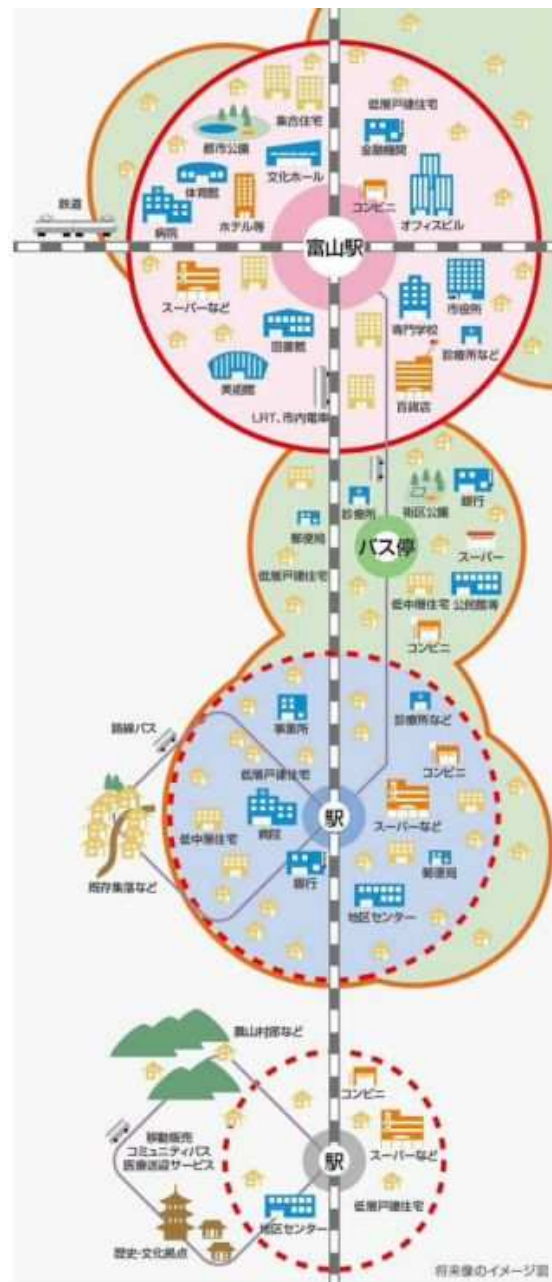 低層戸建住宅
集合住宅
都市公園
金融機関
文化ホール
体育館
コンビニ
鉄道
病院
ホテル等
オフィスビル
富山駅
スーパーなど
市役所
専門学校
図書館
診療所など
美術館
百貨店
LRT、市内電車
診療所
街区公園
銀行
郵便局
バス停
スーパー
低層戸建住宅
低中層住宅
公民館等
コンビニ
診療所など
路線バス
事業所
コンビニ
低層戸建住宅
駅
スーパーなど
低中層住宅
病院
郵便局
既存集落など
銀行
地区センター
農山村部など
コンビニ
移動販売
コミュニティバス
医療送迎サービス
スーパーなど
駅
低層戸建住宅
地区センター
歴史・文化拠点
将来像のイメージ図